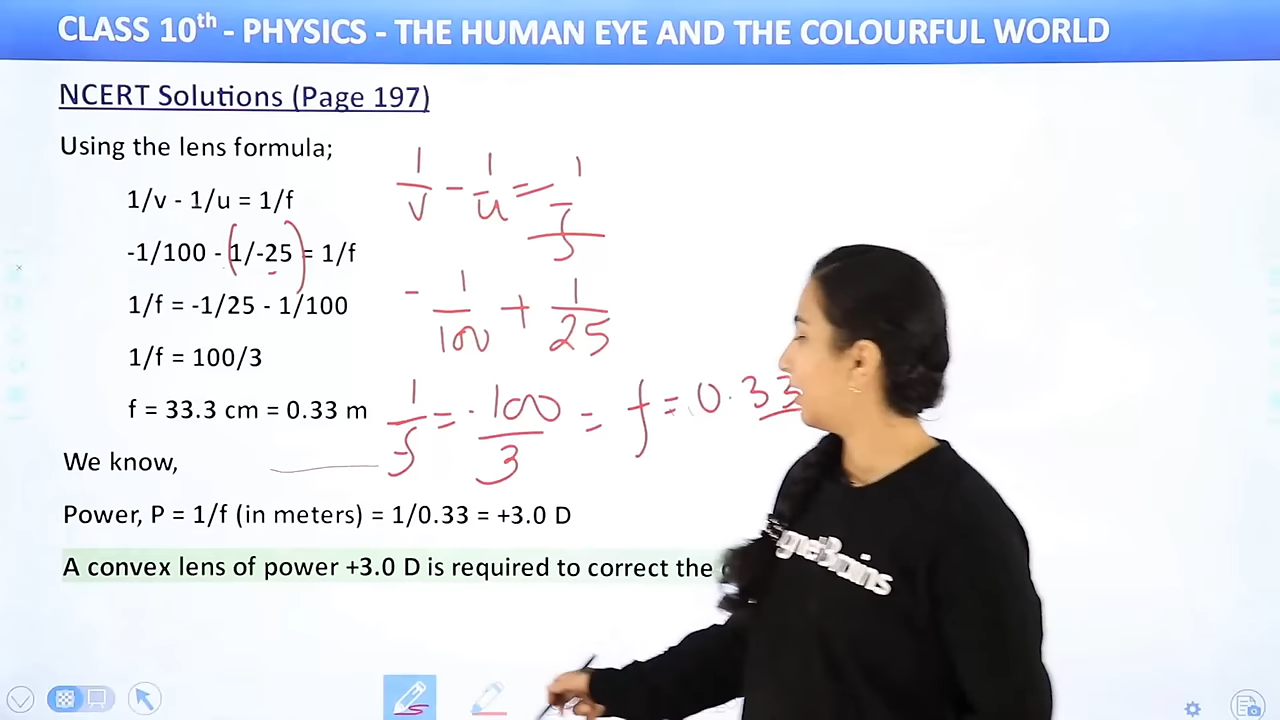 CLASS 10th - PHYSICS - THE HUMAN EYE AND THE COLOURFUL WORLD
NCERT Solutions (Page 197)
Using the lens formula;
1/v - 1/u = 1/f
1/v - 1/u = 1/f
-1/100 - (1/-25) = 1/f
- 1/100 + 1/25
1/f = -1/25 - 1/100
1/f = 100/3
f = 33.3 cm = 0.33 m
1/f = 100/3 = f = 0.33
We know,
Power, P = 1/f (in meters) = 1/0.33 = +3.0 D
A convex lens of power +3.0 D is required to correct the
Brains